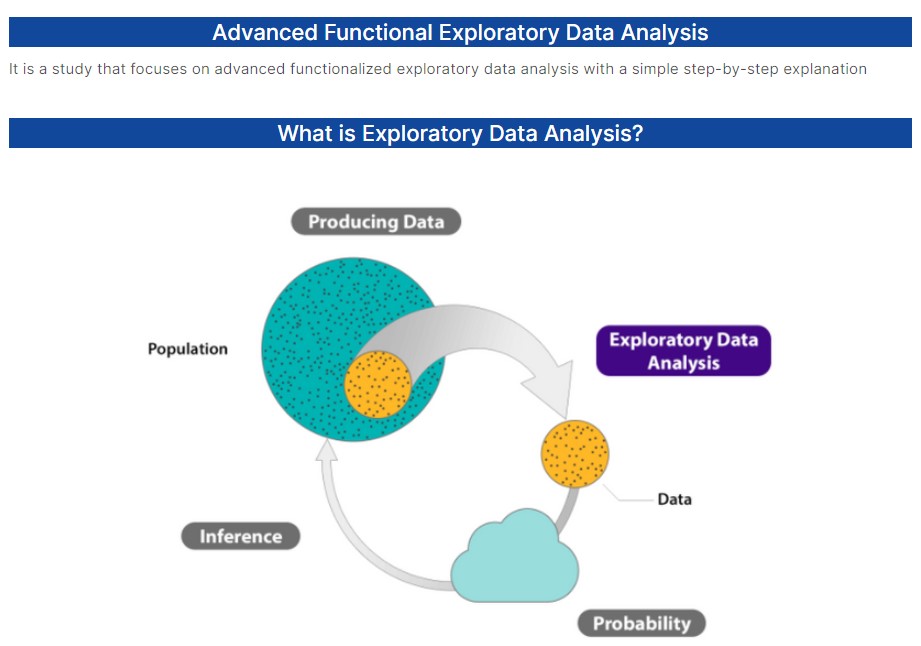 Advanced Functional Exploratory Data Analysis
It is a study that focuses on advanced functionalized exploratory data analysis with a simple step-by-step explanation
What is Exploratory Data Analysis?
Producing Data
Population
Exploratory Data
Analysis
Data
Inference
Probability